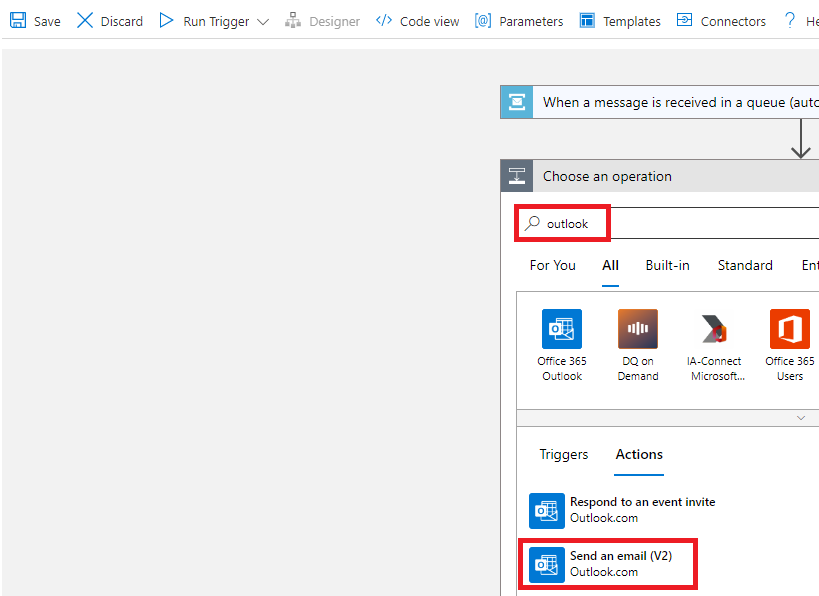 Save Discard Run Trigger Designer Code view Parameters Templates Connectors ? He
When a message is received in a queue (auto
Choose an operation
outlook
For You All Built-in Standard Ent
Office 365 DQ on IA-Connect Office 365
Outlook Demand Microsoft... Users
Triggers Actions
Respond to an event invite
Outlook.com
Send an email (V2)
Outlook.com